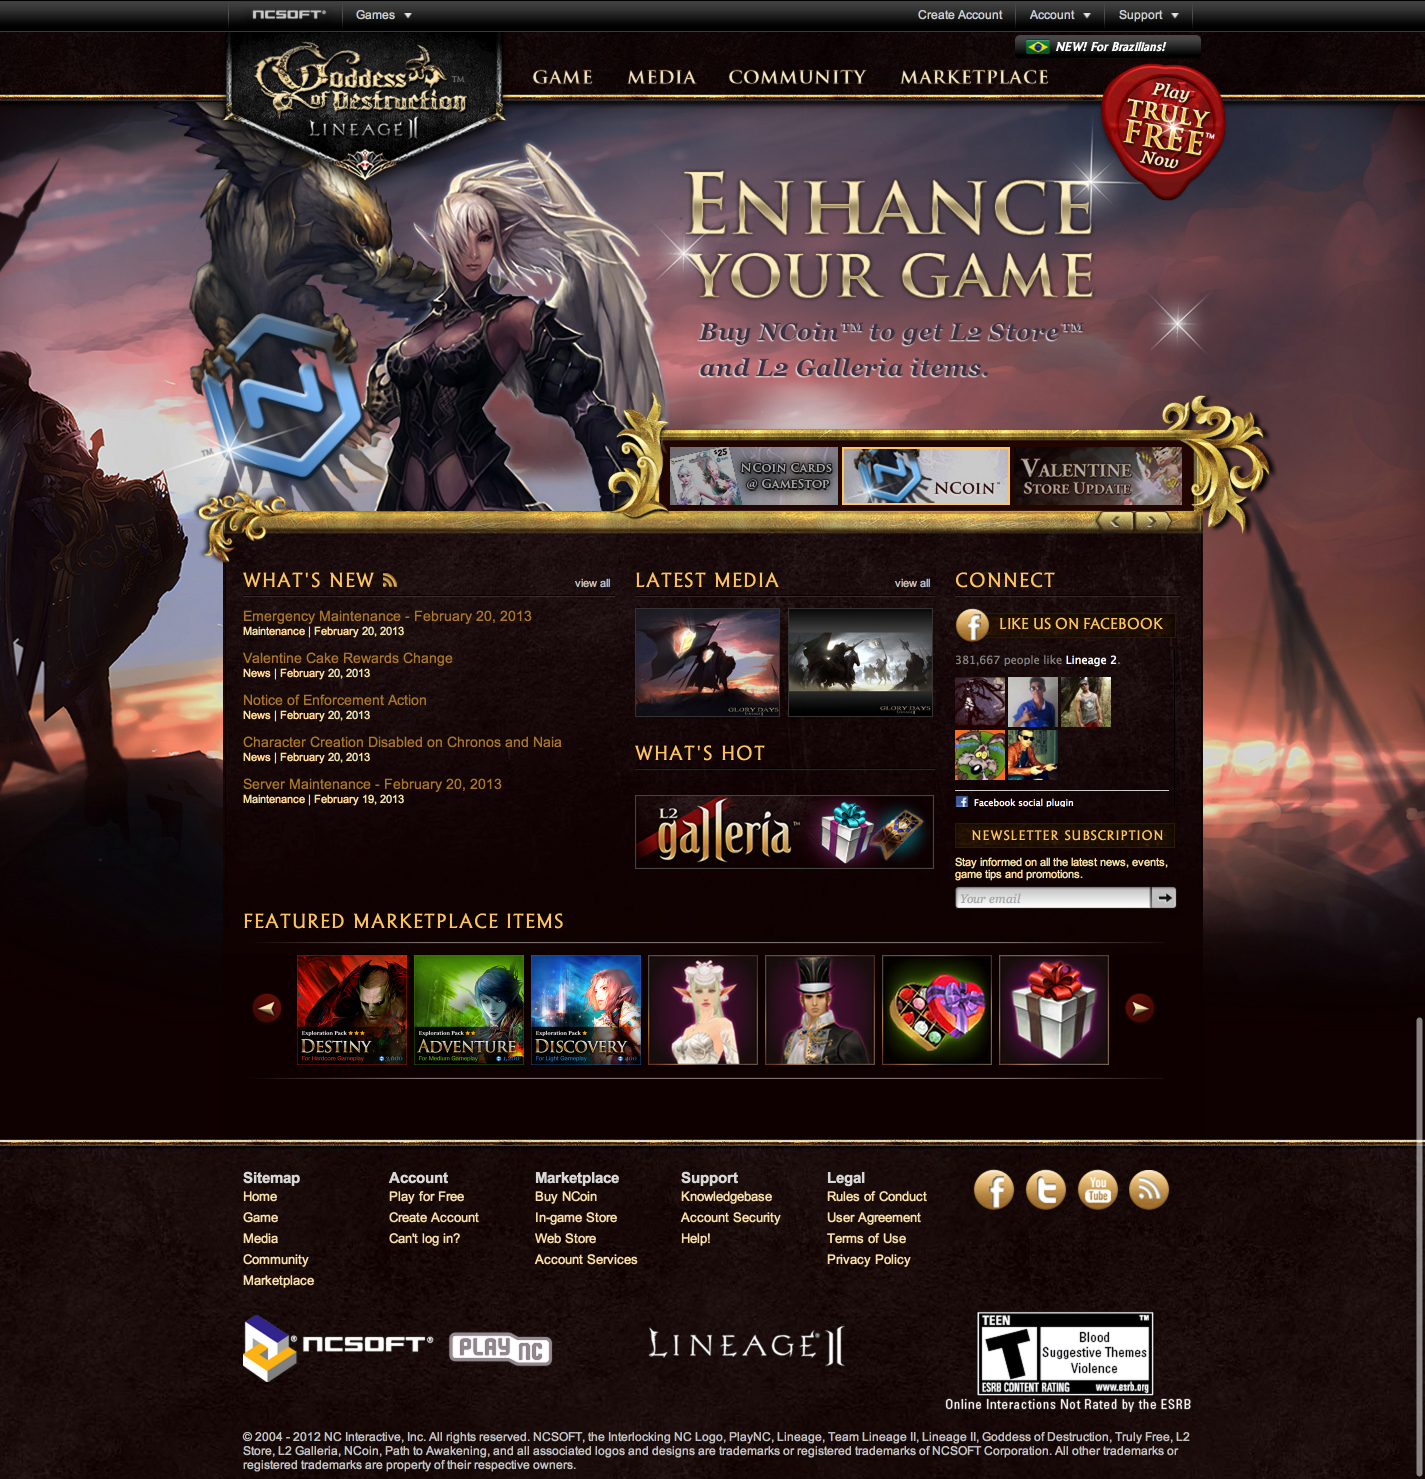 NCSOFT®
Games
Create Account
Account
Support
NEW! For Brazilians!
Goddess
of Destruction™
LINEAGE II
GAME
MEDIA
COMMUNITY
MARKETPLACE
Play
TRULY
FREE™
Now
ENHANCE
YOUR GAME
Buy NCoin™ to get L2 Store™
and L2 Galleria items.
™
$25
NCOIN CARDS
@ GAMESTOP
NCOIN™
VALENTINE
STORE UPDATE
WHAT'S NEW
view all
Emergency Maintenance - February 20, 2013
Maintenance | February 20, 2013
Valentine Cake Rewards Change
News | February 20, 2013
Notice of Enforcement Action
News | February 20, 2013
Character Creation Disabled on Chronos and Naia
News | February 20, 2013
Server Maintenance - February 20, 2013
Maintenance | February 19, 2013
LATEST MEDIA
view all
GLORY DAYS
GLORY DAYS
WHAT'S HOT
L2
galleria™
CONNECT
LIKE US ON FACEBOOK
381,667 people like Lineage 2.
Facebook social plugin
NEWSLETTER SUBSCRIPTION
Stay informed on all the latest news, events,
game tips and promotions.
Your email
FEATURED MARKETPLACE ITEMS
Exploration Pack ★★★
DESTINY
For Hardcore Gameplay
3,600
Exploration Pack ★★
ADVENTURE
For Medium Gameplay
1,200
Exploration Pack ★
DISCOVERY
For Light Gameplay
400
Sitemap
Home
Game
Media
Community
Marketplace
Account
Play for Free
Create Account
Can't log in?
Marketplace
Buy NCoin
In-game Store
Web Store
Account Services
Support
Knowledgebase
Account Security
Help!
Legal
Rules of Conduct
User Agreement
Terms of Use
Privacy Policy
You
Tube
NCSOFT®
PLAY NC
LINEAGE® II
TEEN ™
T
Blood
Suggestive Themes
Violence
ESRB CONTENT RATING www.esrb.org
Online Interactions Not Rated by the ESRB
© 2004 - 2012 NC Interactive, Inc. All rights reserved. NCSOFT, the Interlocking NC Logo, PlayNC, Lineage, Team Lineage II, Lineage II, Goddess of Destruction, Truly Free, L2
Store, L2 Galleria, NCoin, Path to Awakening, and all associated logos and designs are trademarks or registered trademarks of NCSOFT Corporation. All other trademarks or
registered trademarks are property of their respective owners.